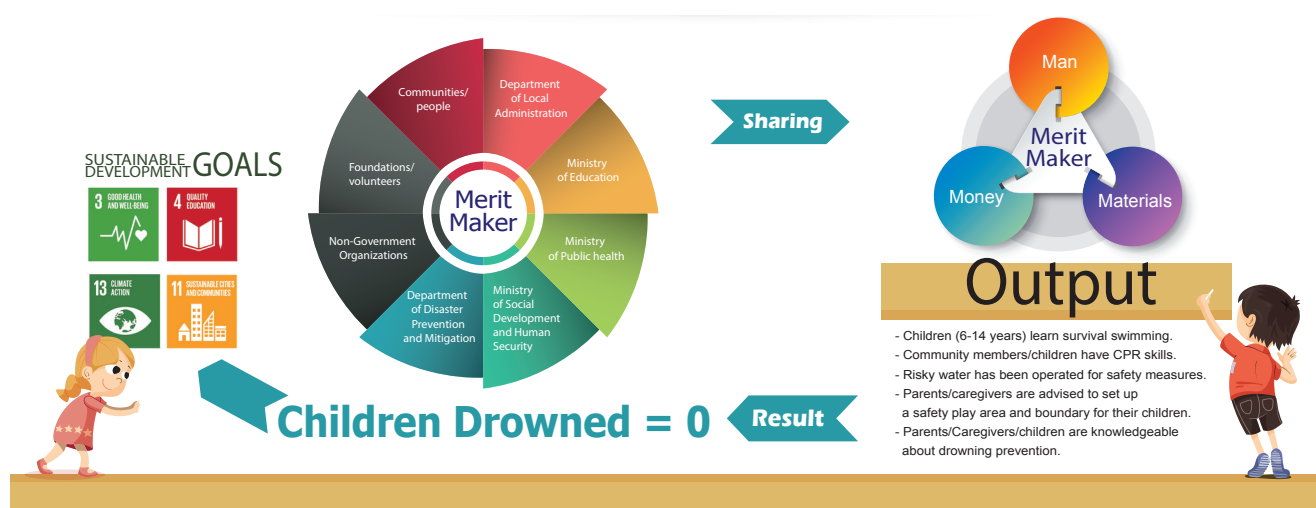 SUSTAINABLE
DEVELOPMENT GOALS
3 GOOD HEALTH
AND WELL-BEING
4 QUALITY
EDUCATION
13 CLIMATE
ACTION
11 SUSTAINABLE CITIES
AND COMMUNITIES
Communities/
people
Department
of Local
Administration
Foundations/
volunteers
Ministry
of Education
Merit
Maker
Non-Government
Organizations
Ministry
of Public health
Department
of Disaster
Prevention
and Mitigation
Ministry
of Social
Development
and Human
Security
Sharing
Man
Merit
Maker
Money
Materials
Output
- Children (6-14 years) learn survival swimming.
- Community members/children have CPR skills.
- Risky water has been operated for safety measures.
- Parents/caregivers are advised to set up
a safety play area and boundary for their children.
- Parents/Caregivers/children are knowledgeable
about drowning prevention.
Result
Children Drowned = 0